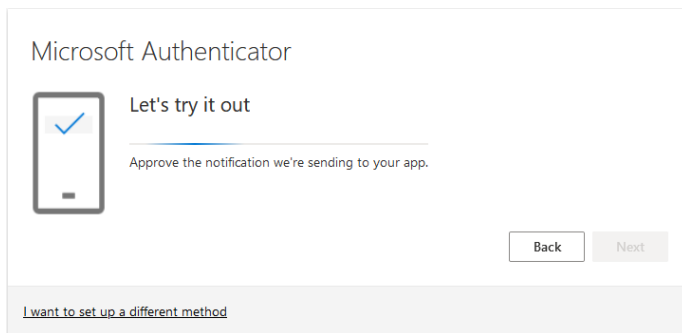 Microsoft Authenticator
Let's try it out
Approve the notification we're sending to your app.
Back
Next
I want to set up a different method